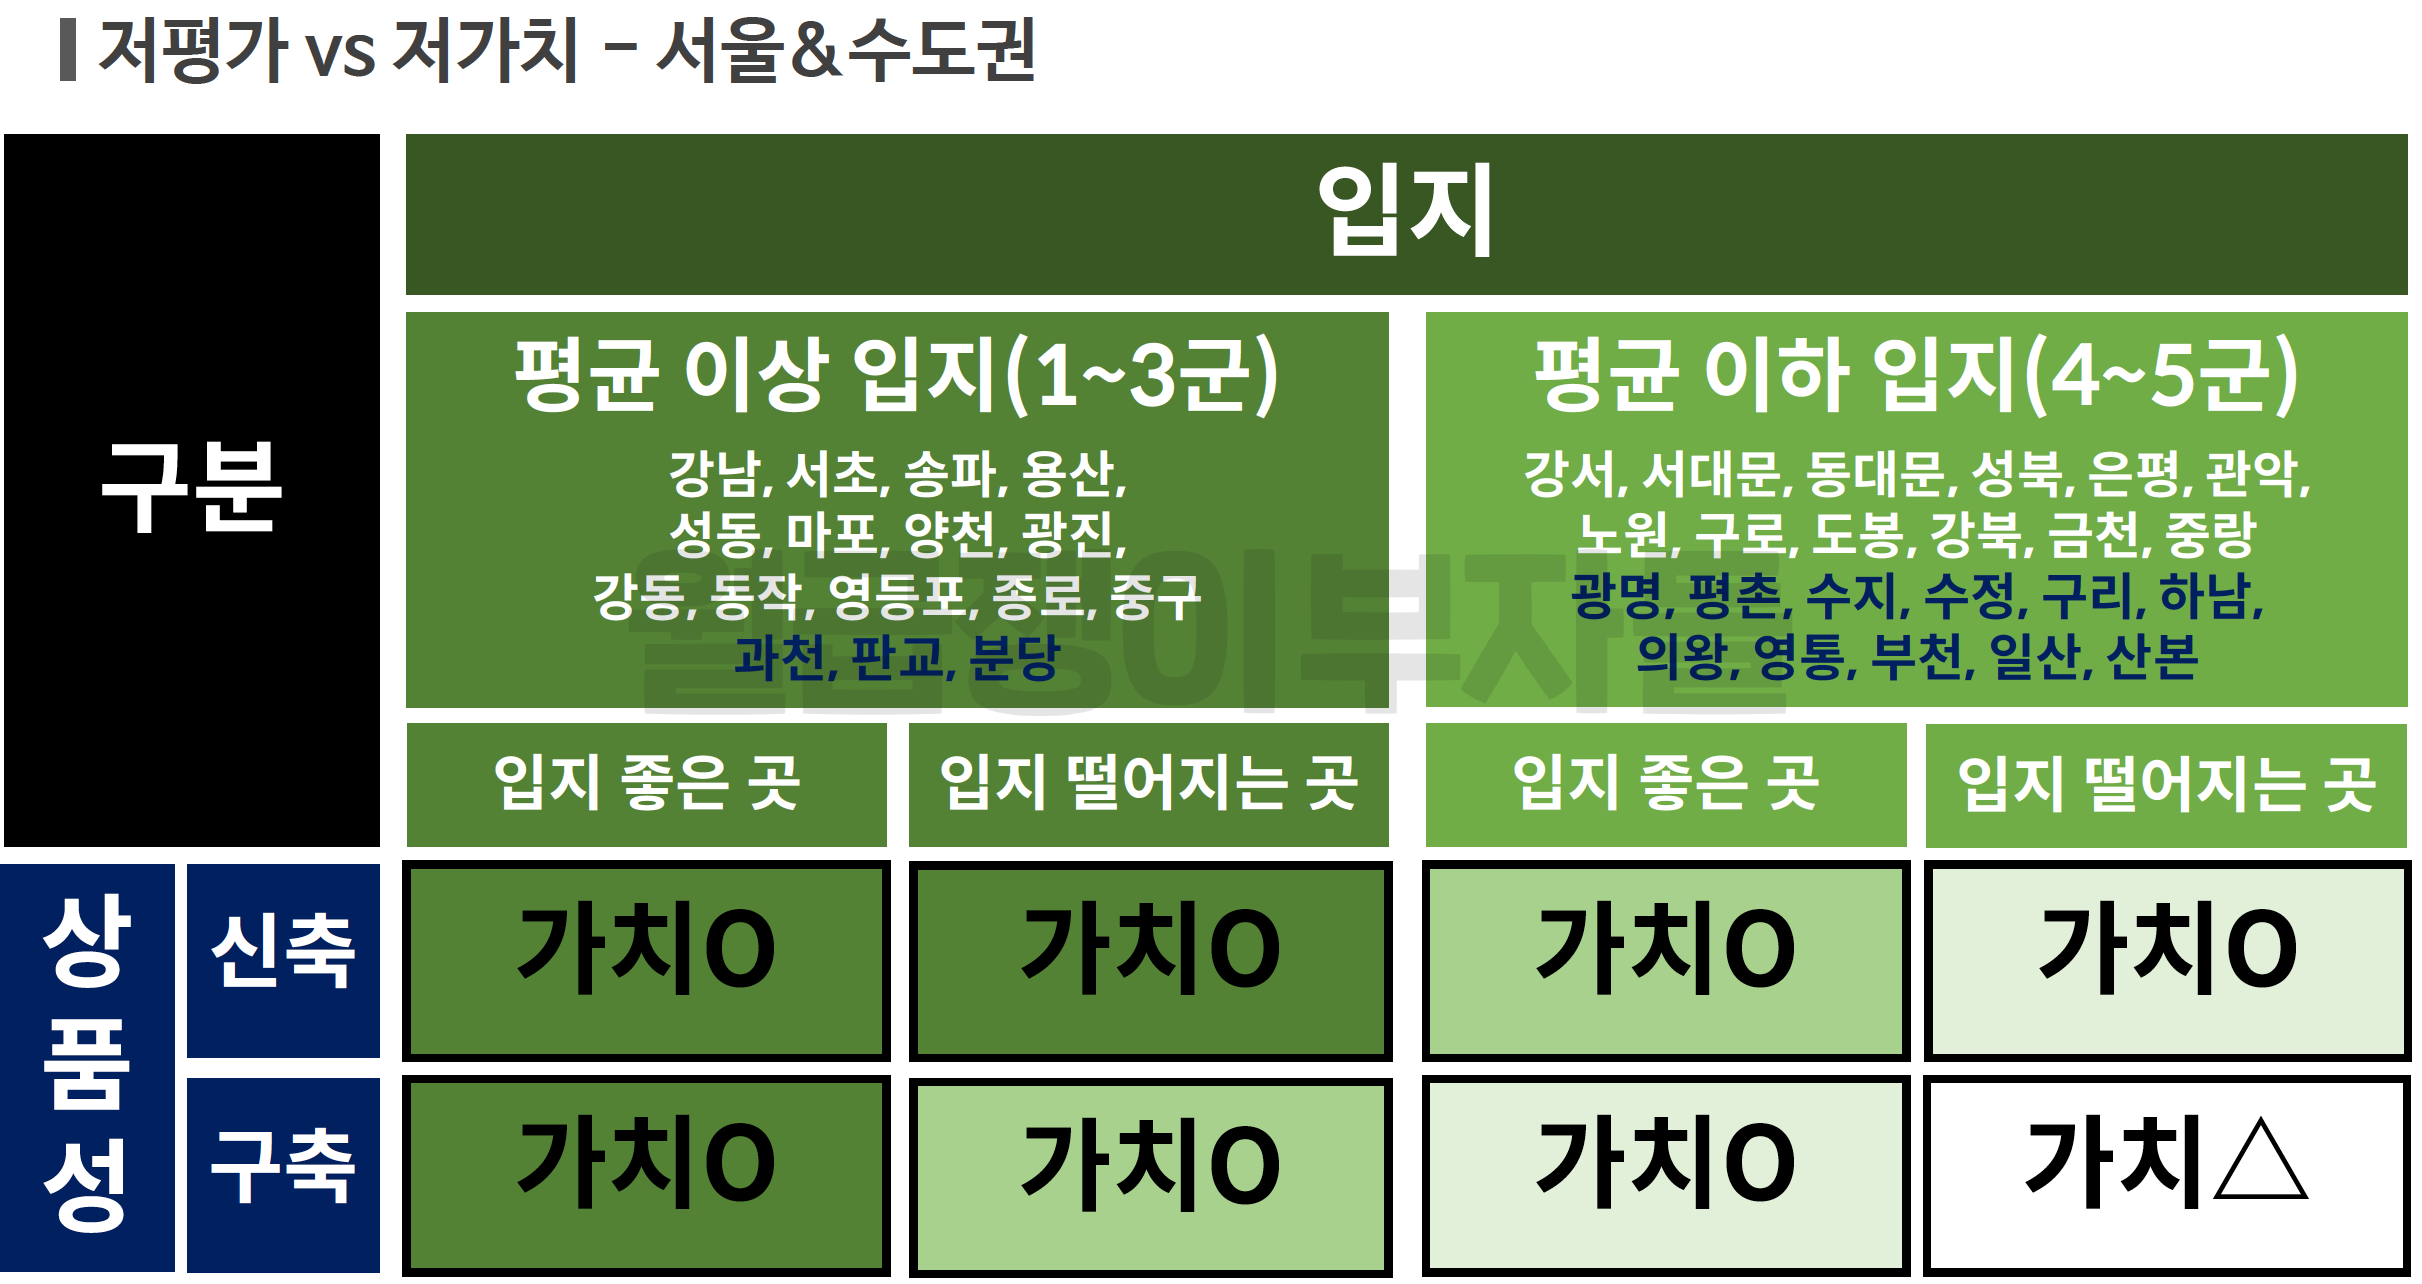 저평가 vs 저가치 - 서울&수도권
구분
입지
평균 이상 입지(1~3군)
강남, 서초, 송파, 용산,
성동, 마포, 양천, 광진,
강동, 동작, 영등포, 종로, 중구
과천, 판교, 분당
평균 이하 입지(4~5군)
강서, 서대문, 동대문, 성북, 은평, 관악,
노원, 구로, 도봉, 강북, 금천, 중랑
광명, 평촌, 수지, 수정, 구리, 하남,
의왕, 영통, 부천, 일산, 산본
월급쟁이부자들
입지 좋은 곳
입지 떨어지는 곳
입지 좋은 곳
입지 떨어지는 곳
상품성
신축
가치O
가치O
가치O
가치O
구축
가치O
가치O
가치O
가치△